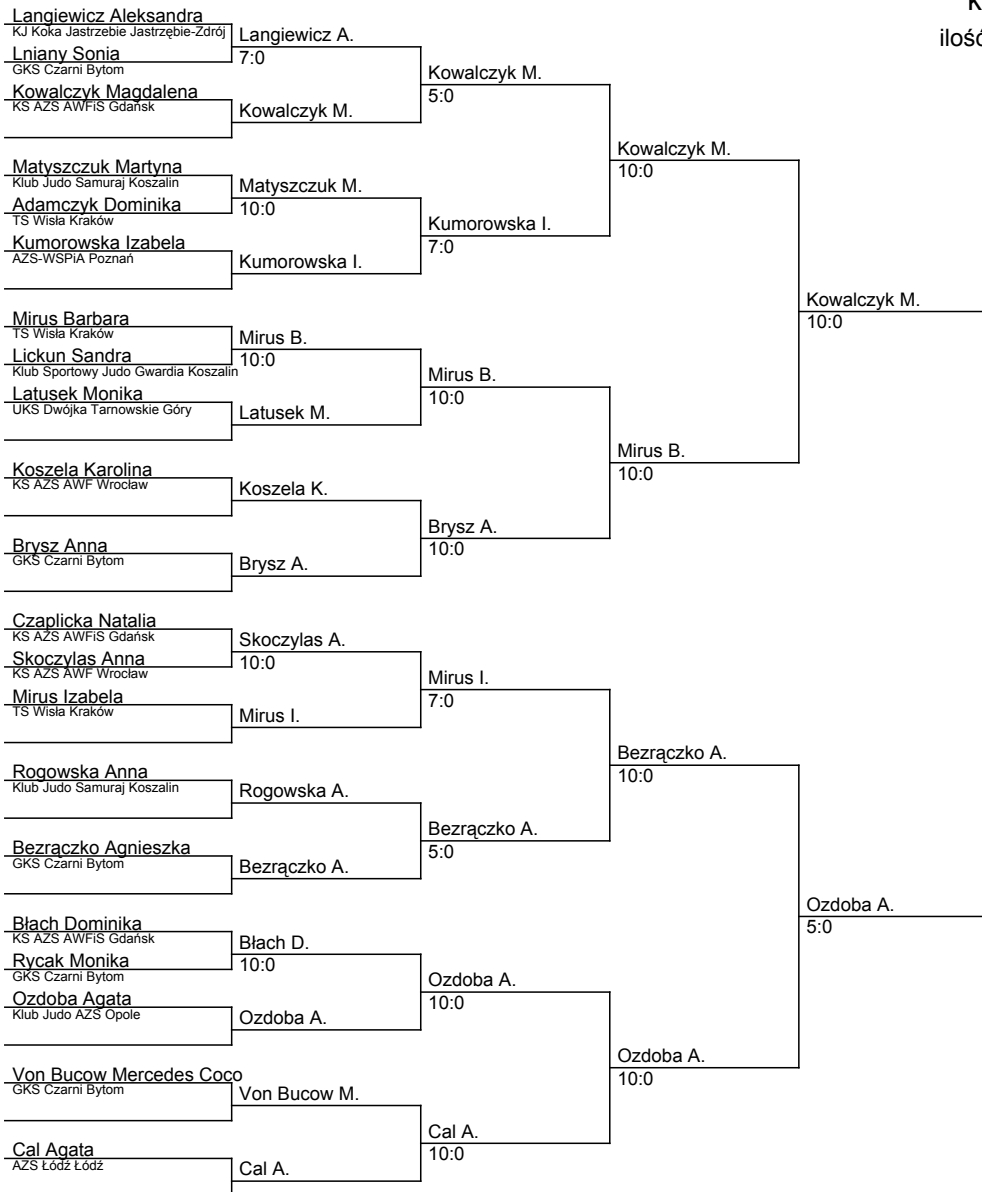 K
ilość
Langiewicz Aleksandra
KJ Koka Jastrzebie Jastrzębie-Zdrój
Lniany Sonia
GKS Czarni Bytom
Kowalczyk Magdalena
KS AZS AWFiS Gdańsk
Matyszczuk Martyna
Klub Judo Samuraj Koszalin
Adamczyk Dominika
TS Wisła Kraków
Kumorowska Izabela
AZS-WSPiA Poznań
Mirus Barbara
TS Wisła Kraków
Lickun Sandra
Klub Sportowy Judo Gwardia Koszalin
Latusek Monika
UKS Dwójka Tarnowskie Góry
Koszela Karolina
KS AZS AWF Wrocław
Brysz Anna
GKS Czarni Bytom
Czaplicka Natalia
KS AZS AWFiS Gdańsk
Skoczylas Anna
KS AZS AWF Wrocław
Mirus Izabela
TS Wisła Kraków
Rogowska Anna
Klub Judo Samuraj Koszalin
Bezrączko Agnieszka
GKS Czarni Bytom
Błach Dominika
KS AZS AWFiS Gdańsk
Rycak Monika
GKS Czarni Bytom
Ozdoba Agata
Klub Judo AZS Opole
Von Bucow Mercedes Coco
GKS Czarni Bytom
Cal Agata
AZS Łódź Łódź
Langiewicz A.
7:0
Kowalczyk M.
Matyszczuk M.
10:0
Kumorowska I.
Mirus B.
10:0
Latusek M.
Koszela K.
Brysz A.
Skoczylas A.
10:0
Mirus I.
Rogowska A.
Bezrączko A.
Błach D.
10:0
Ozdoba A.
Von Bucow M.
Cal A.
Kowalczyk M.
5:0
Kumorowska I.
7:0
Mirus B.
10:0
Brysz A.
10:0
Mirus I.
7:0
Bezrączko A.
5:0
Ozdoba A.
10:0
Cal A.
10:0
Kowalczyk M.
10:0
Mirus B.
10:0
Bezrączko A.
10:0
Ozdoba A.
10:0
Kowalczyk M.
10:0
Ozdoba A.
5:0